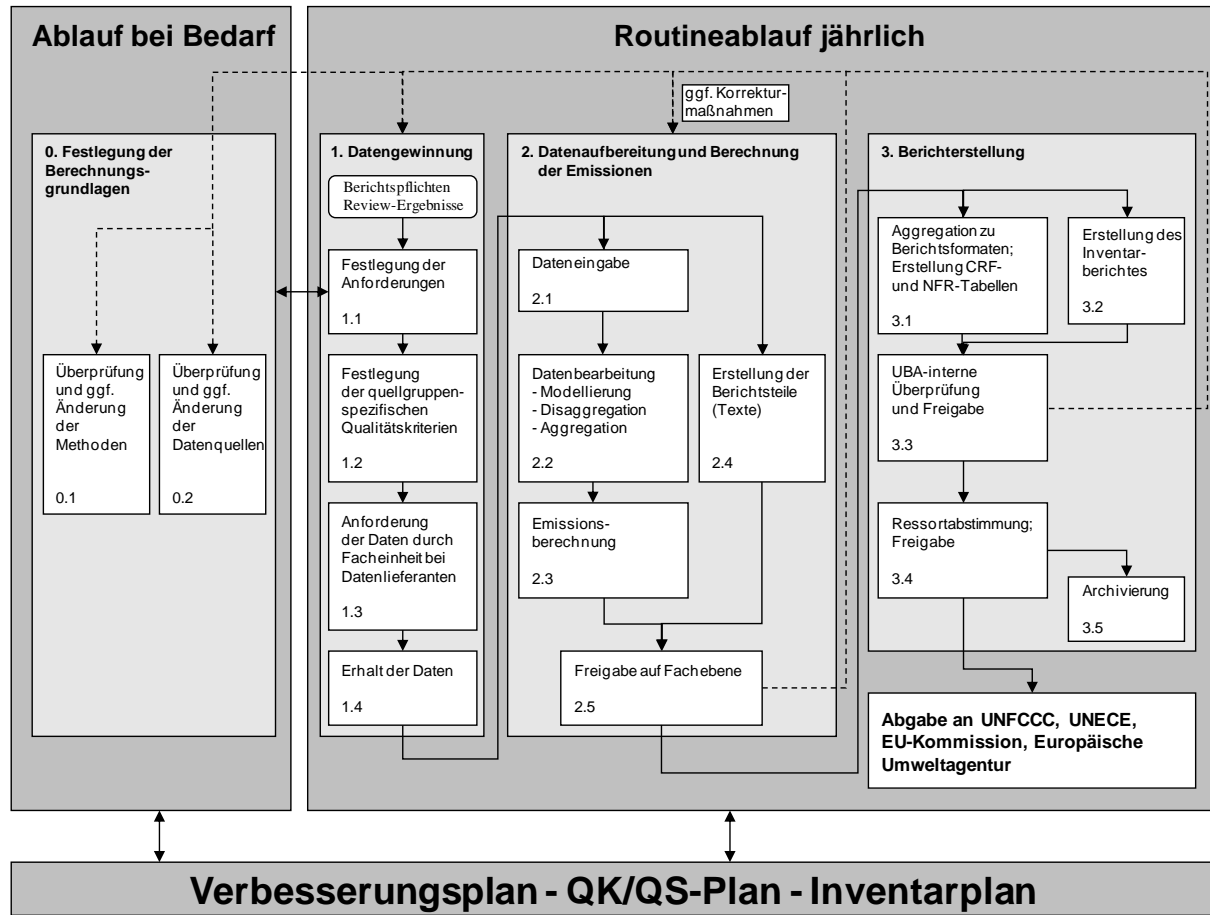 Ablauf bei Bedarf
0. Festlegung der
Berechnungs-
grundlagen
Überprüfung
und ggf.
Änderung
der
Methoden
0.1
Überprüfung
und ggf.
Änderung
der
Datenquellen
0.2
Routineablauf jährlich
ggf. Korrektur-
maßnahmen
1. Datengewinnung
Berichtspflichten
Review-Ergebnisse
Festlegung der
Anforderungen
1.1
Festlegung
der quellgruppen-
spezifischen
Qualitätskriterien
1.2
Anforderung
der Daten durch
Facheinheit bei
Datenlieferanten
1.3
Erhalt der Daten
1.4
2. Datenaufbereitung und Berechnung
der Emissionen
Dateneingabe
2.1
Datenbearbeitung
- Modellierung
- Disaggregation
- Aggregation
2.2
Emissions-
berechnung
2.3
Erstellung der
Berichtsteile
(Texte)
2.4
Freigabe auf Fachebene
2.5
3. Berichterstellung
Aggregation zu
Berichtsformaten;
Erstellung CRF-
und NFR-Tabellen
3.1
Erstellung des
Inventar-
berichtes
3.2
UBA-interne
Überprüfung
und Freigabe
3.3
Ressortabstimmung;
Freigabe
3.4
Archivierung
3.5
Abgabe an UNFCCC, UNECE,
EU-Kommission, Europäische
Umweltagentur
Verbesserungsplan - QK/QS-Plan - Inventarplan